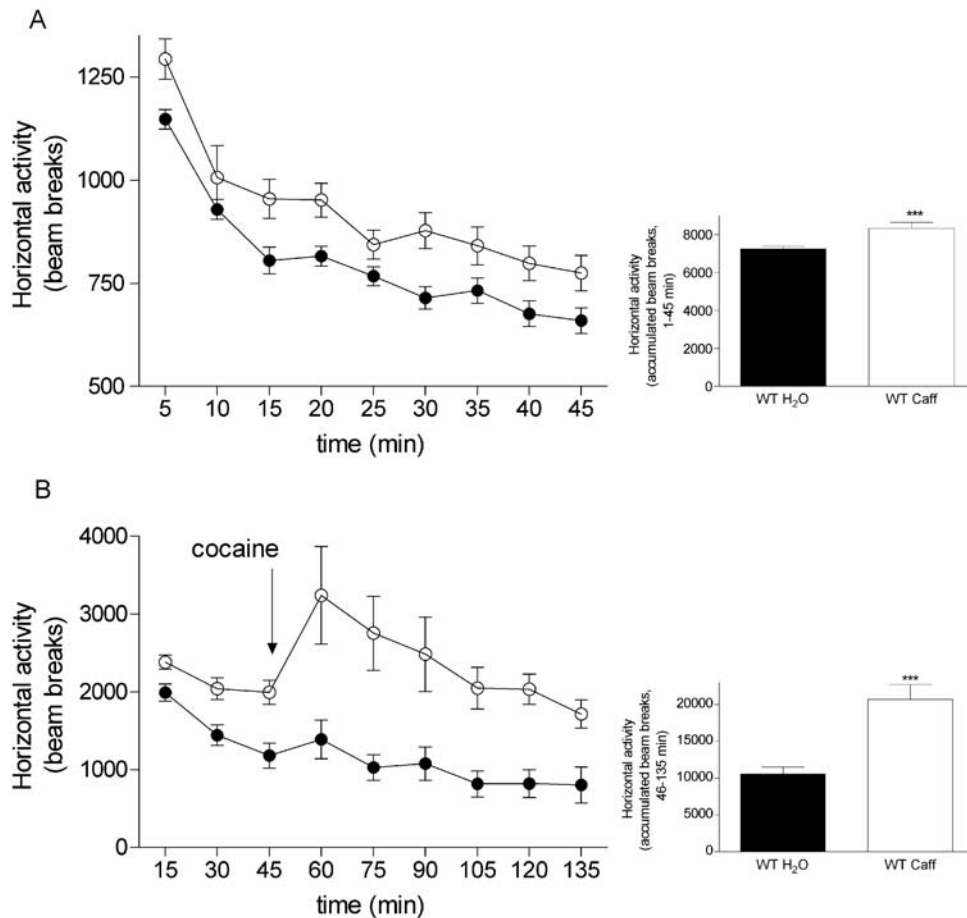 A
Horizontal activity
(beam breaks)
1250
1000
750
500
5 10 15 20 25 30 35 40 45
time (min)
Horizontal activity
(accumulated beam breaks,
1-45 min)
8000
6000
4000
2000
0
***
WT H₂O WT Caff
B
Horizontal activity
(beam breaks)
4000
3000
2000
1000
0
cocaine
15 30 45 60 75 90 105 120 135
time (min)
Horizontal activity
(accumulated beam breaks,
46-135 min)
20000
15000
10000
5000
0
***
WT H₂O WT Caff